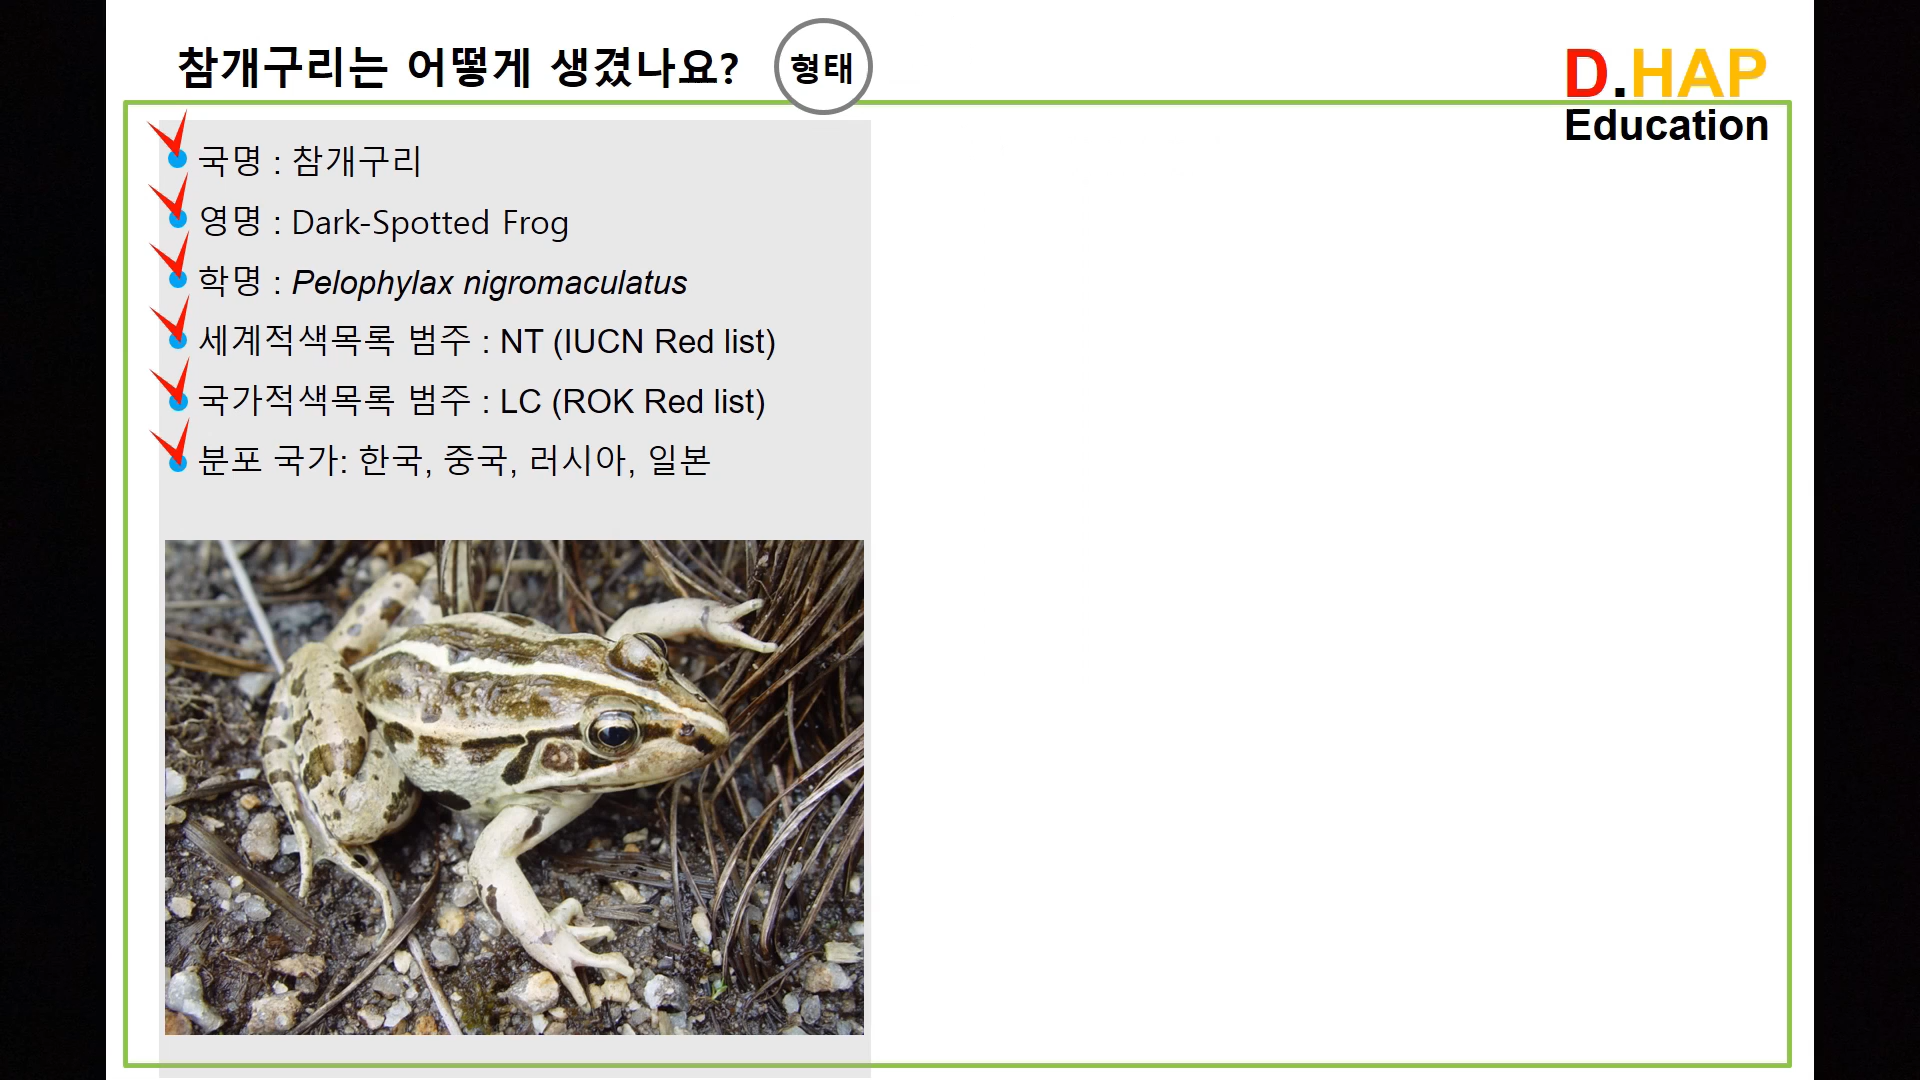 참개구리는 어떻게 생겼나요?
형태
D.HAP
Education
국명 : 참개구리
영명 : Dark-Spotted Frog
학명 : Pelophylax nigromaculatus
세계적색목록 범주 : NT (IUCN Red list)
국가적색목록 범주 : LC (ROK Red list)
분포 국가: 한국, 중국, 러시아, 일본